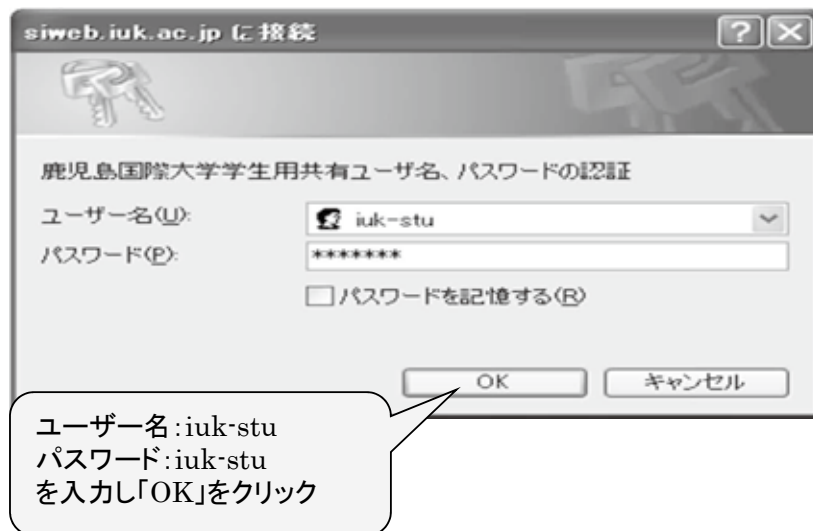 siweb.iuk.ac.jp に接続
鹿児島国際大学学生用共有ユーザ名、パスワードの認証
ユーザー名(U):
iuk-stu
パスワード(P):
*******
パスワードを記憶する(R)
OK キャンセル
ユーザー名:iuk-stu
パスワード:iuk-stu
を入力し「OK」をクリック